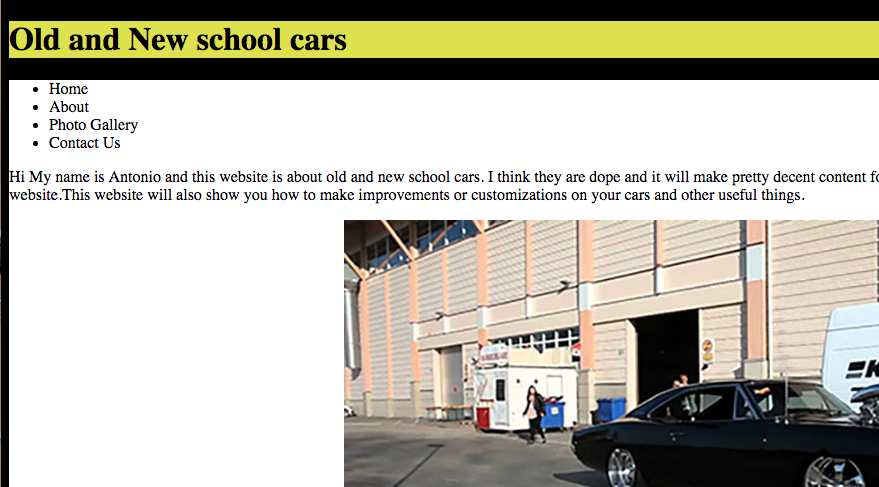 Old and New school cars
Home
About
Photo Gallery
Contact Us
Hi My name is Antonio and this website is about old and new school cars. I think they are dope and it will make pretty decent content
website.This website will also show you how to make improvements or customizations on your cars and other useful things.